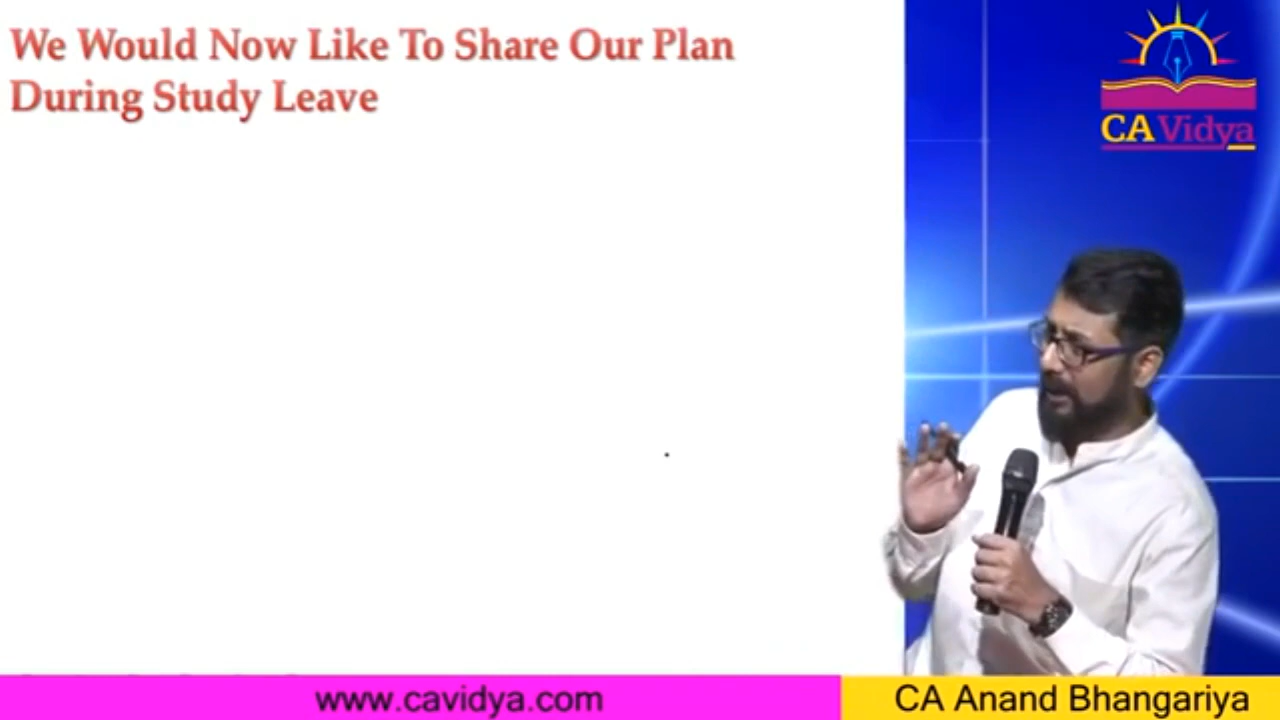 We Would Now Like To Share Our Plan
During Study Leave
CA Vidya
www.cavidya.com
CA Anand Bhangariya